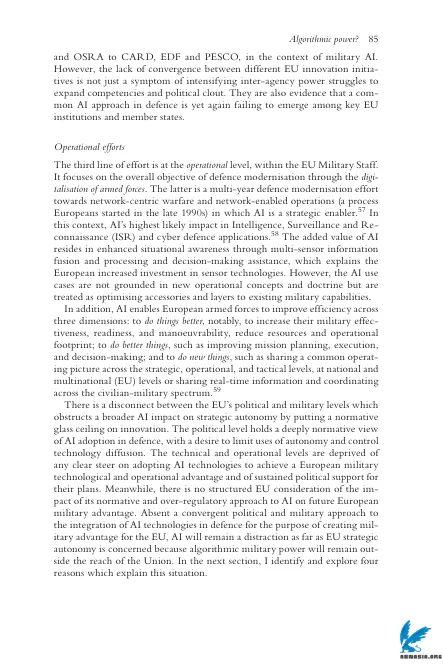 Algorithmic power? 85
and OSRA to CARD, EDF and PESCO, in the context of military AI.
However, the lack of convergence between different EU innovation initia-
tives is not just a symptom of intensifying inter-agency power struggles to
expand competencies and political clout. They are also evidence that a com-
mon AI approach in defence is yet again failing to emerge among key EU
institutions and member states.
Operational efforts
The third line of effort is at the operational level, within the EU Military Staff.
It focuses on the overall objective of defence modernisation through the digi-
talisation of armed forces. The latter is a multi-year defence modernisation effort
towards network-centric warfare and network-enabled operations (a process
Europeans started in the late 1990s) in which AI is a strategic enabler.57 In
this context, AI's highest likely impact in Intelligence, Surveillance and Re-
connaissance (ISR) and cyber defence applications.58 The added value of AI
resides in enhanced situational awareness through multi-sensor information
fusion and processing and decision-making assistance, which explains the
European increased investment in sensor technologies. However, the AI use
cases are not grounded in new operational concepts and doctrine but are
treated as optimising accessories and layers to existing military capabilities.
In addition, AI enables European armed forces to improve efficiency across
three dimensions: to do things better, notably, to increase their military effec-
tiveness, readiness, and manoeuvrability, reduce resources and operational
footprint; to do better things, such as improving mission planning, execution,
and decision-making; and to do new things, such as sharing a common operat-
ing picture across the strategic, operational, and tactical levels, at national and
multinational (EU) levels or sharing real-time information and coordinating
across the civilian-military spectrum.59
There is a disconnect between the EU's political and military levels which
obstructs a broader AI impact on strategic autonomy by putting a normative
glass ceiling on innovation. The political level holds a deeply normative view
of AI adoption in defence, with a desire to limit uses of autonomy and control
technology diffusion. The technical and operational levels are deprived of
any clear steer on adopting AI technologies to achieve a European military
technological and operational advantage and of sustained political support for
their plans. Meanwhile, there is no structured EU consideration of the im-
pact of its normative and over-regulatory approach to AI on future European
military advantage. Absent a convergent political and military approach to
the integration of AI technologies in defence for the purpose of creating mil-
itary advantage for the EU, AI will remain a distraction as far as EU strategic
autonomy is concerned because algorithmic military power will remain out-
side the reach of the Union. In the next section, I identify and explore four
reasons which explain this situation.
NOWASIA.ORG